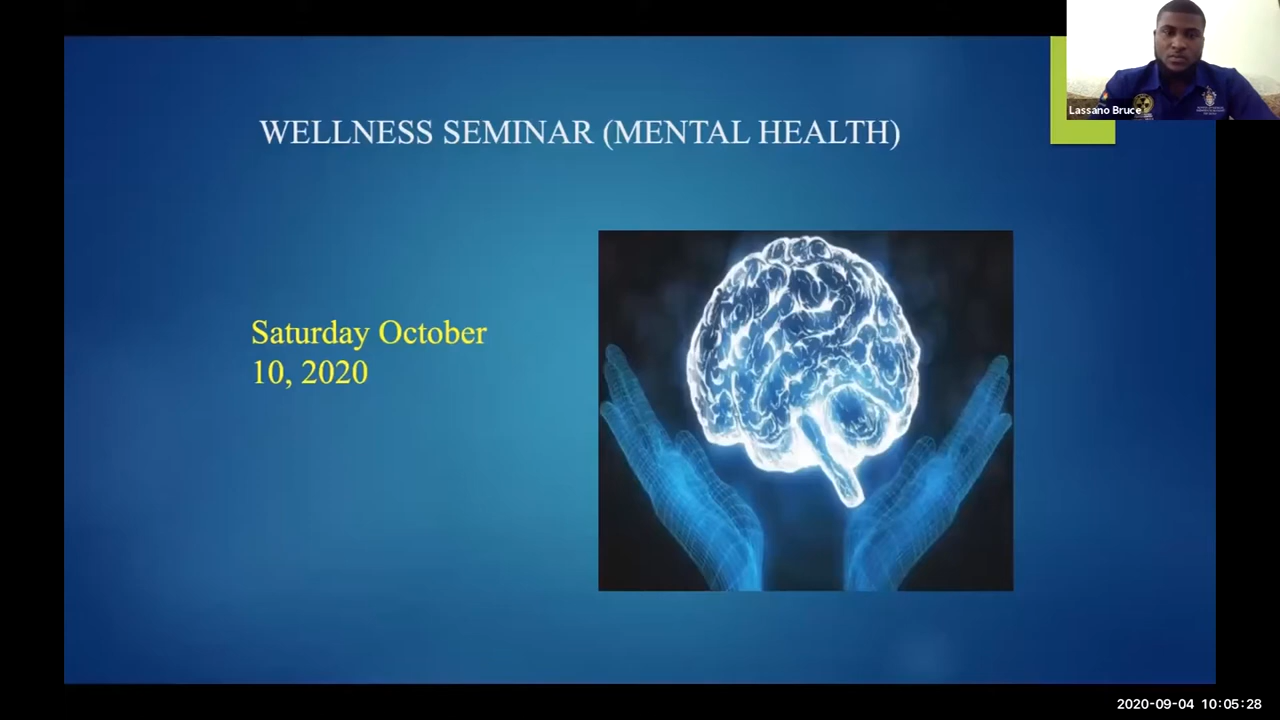 WELLNESS SEMINAR (MENTAL HEALTH)
Lassano Bruce
Saturday October
10, 2020
2020-09-04 10:05:28